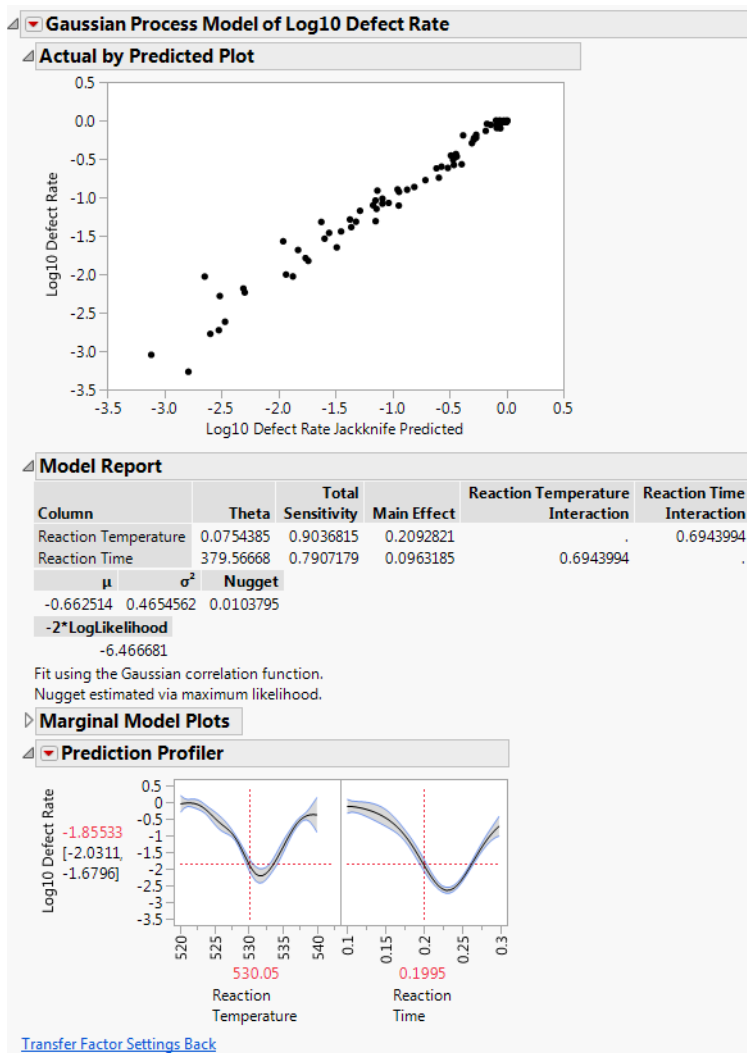 Gaussian Process Model of Log10 Defect Rate
Actual by Predicted Plot
0.5
0.0
-0.5
-1.0
-1.5
-2.0
-2.5
-3.0
-3.5
Log10 Defect Rate
-3.5 -3.0 -2.5 -2.0 -1.5 -1.0 -0.5 0.0 0.5
Log10 Defect Rate Jackknife Predicted
Model Report
Total Reaction Temperature Reaction Time
Column Theta Sensitivity Main Effect Interaction Interaction
Reaction Temperature 0.0754385 0.9036815 0.2092821 . 0.6943994
Reaction Time 379.56668 0.7907179 0.0963185 0.6943994 .
μ σ² Nugget
-0.662514 0.4654562 0.0103795
-2*LogLikelihood
-6.466681
Fit using the Gaussian correlation function.
Nugget estimated via maximum likelihood.
Marginal Model Plots
Prediction Profiler
Log10 Defect Rate
-1.85533
[-2.0311,
-1.6796]
0.5
0
-0.5
-1
-1.5
-2
-2.5
-3
-3.5
520 525 530 535 540 0.1 0.15 0.2 0.25 0.3
530.05 0.1995
Reaction Reaction
Temperature Time
Transfer Factor Settings Back